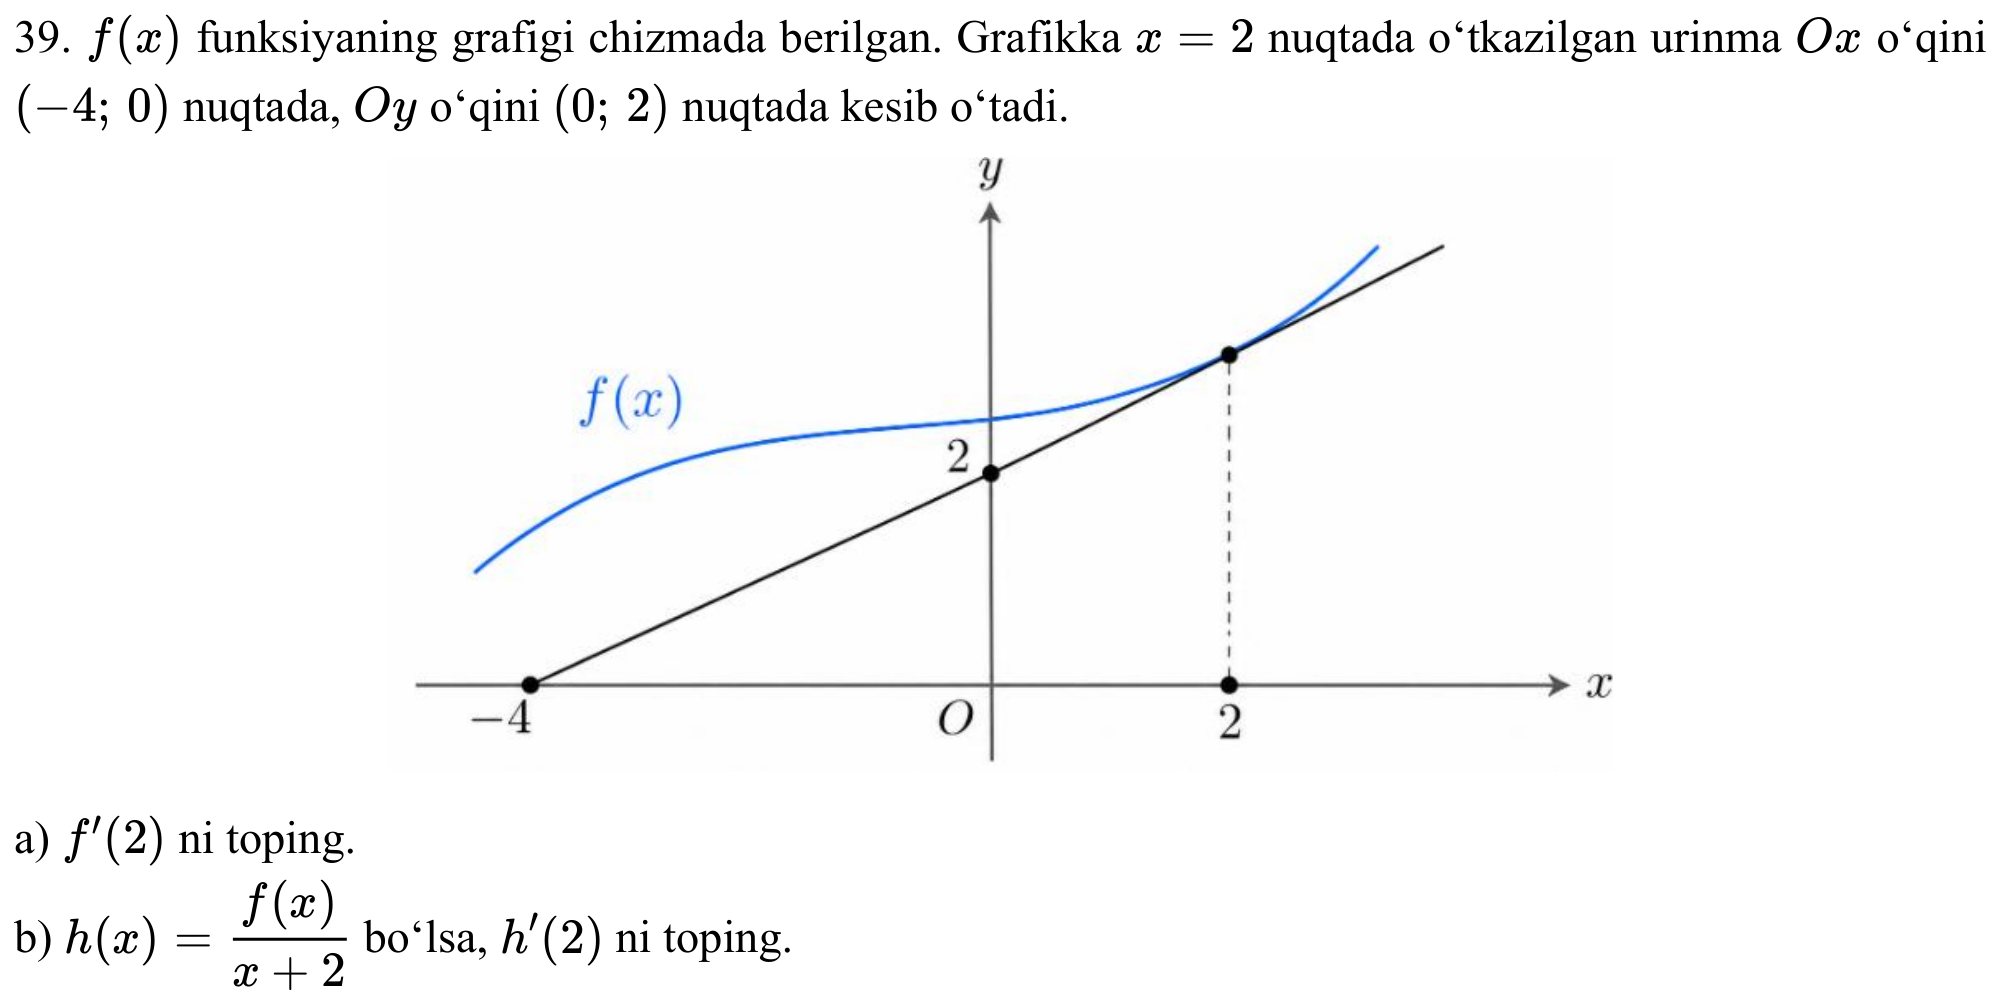 39. f(x) funksiyaning grafigi chizmada berilgan. Grafikka x = 2 nuqtada o‘tkazilgan urinma Ox o‘qini
(−4; 0) nuqtada, Oy o‘qini (0; 2) nuqtada kesib o‘tadi.
y
f(x)
2
x
−4
O
2
a) f′(2) ni toping.
b) h(x) = f(x)/(x + 2) bo‘lsa, h′(2) ni toping.